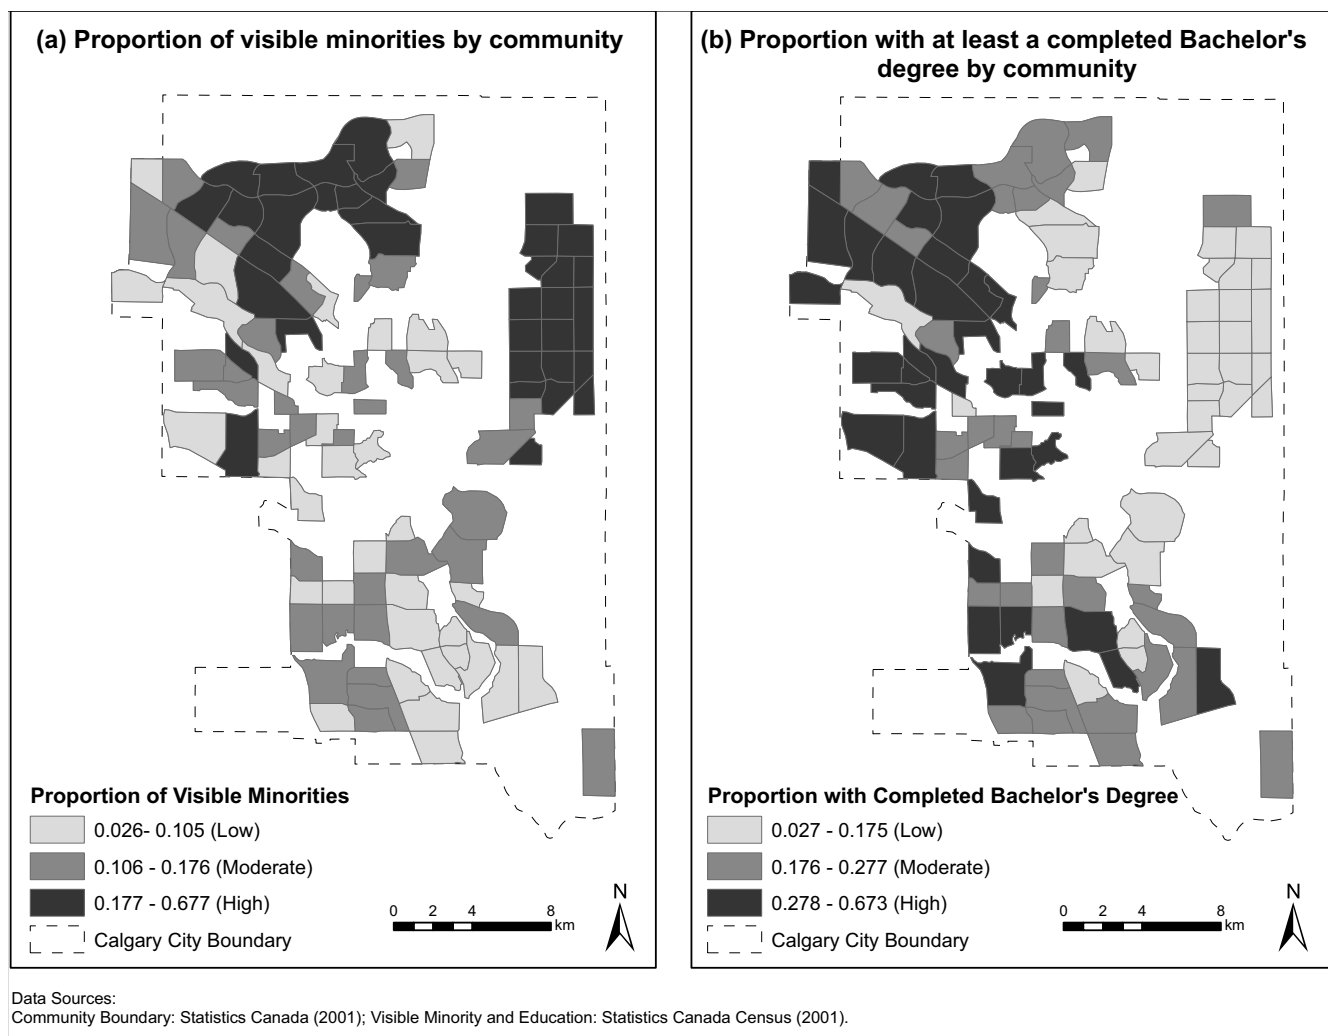 (a) Proportion of visible minorities by community
Proportion of Visible Minorities
0.026- 0.105 (Low)
0.106 - 0.176 (Moderate)
0.177 - 0.677 (High)
Calgary City Boundary
0 2 4 8
km
N
(b) Proportion with at least a completed Bachelor's
degree by community
Proportion with Completed Bachelor's Degree
0.027 - 0.175 (Low)
0.176 - 0.277 (Moderate)
0.278 - 0.673 (High)
Calgary City Boundary
0 2 4 8
km
N
Data Sources:
Community Boundary: Statistics Canada (2001); Visible Minority and Education: Statistics Canada Census (2001).